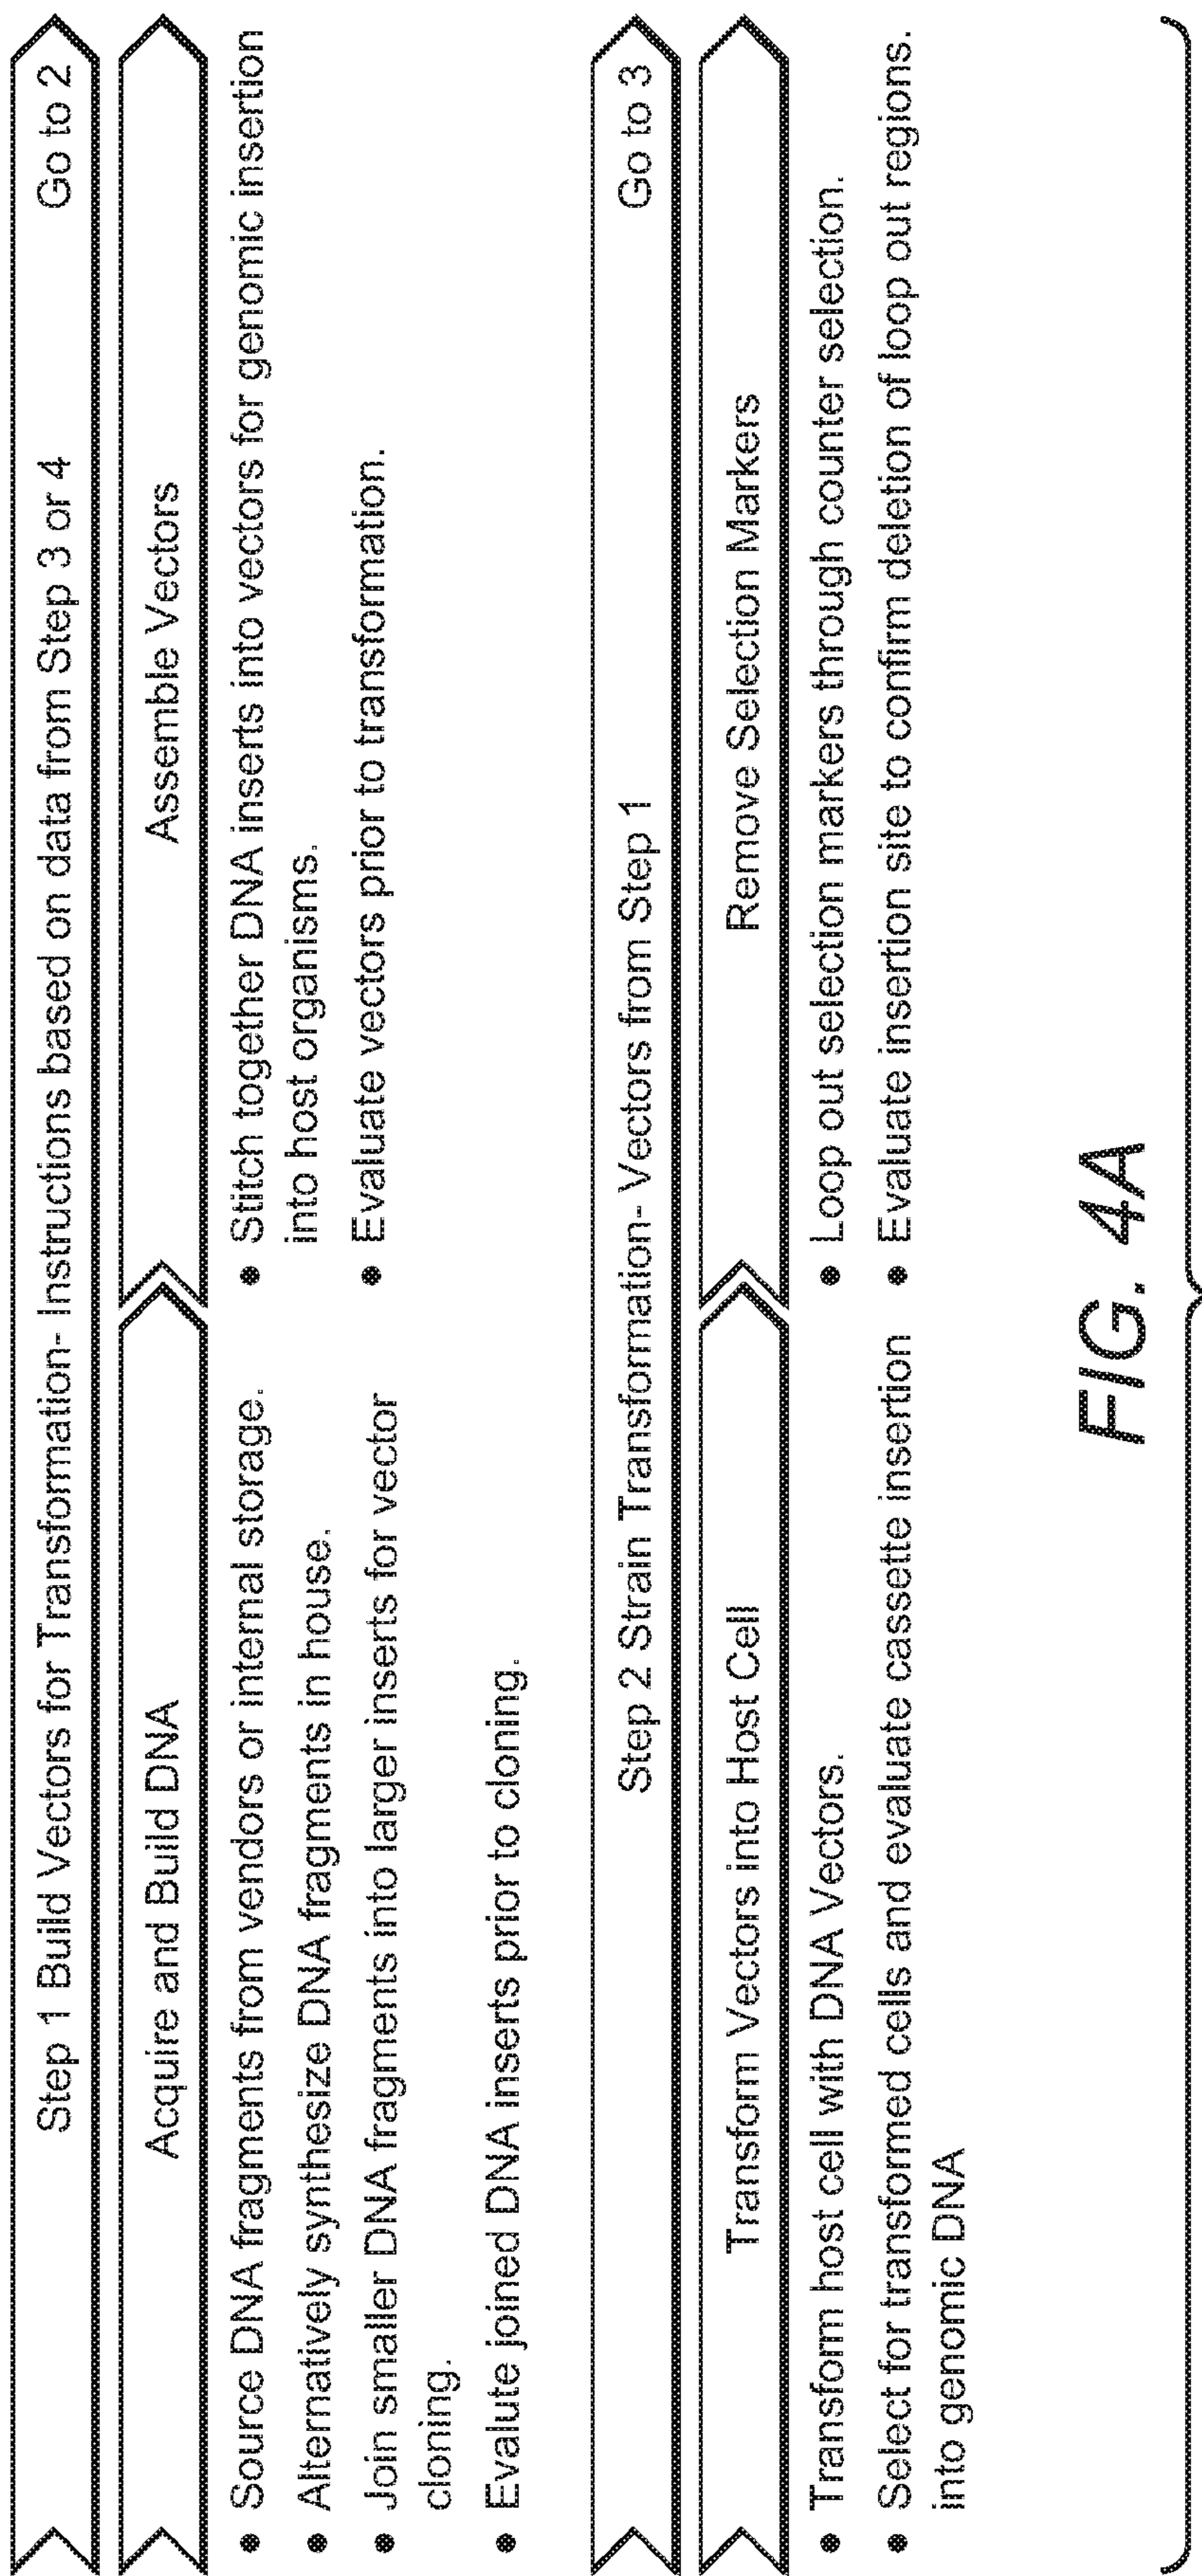 Step 1 Build Vectors for Transformation- Instructions based on data from Step 3 or 4 Go to 2
Acquire and Build DNA
● Source DNA fragments from vendors or internal storage.
● Alternatively synthesize DNA fragments in house.
● Join smaller DNA fragments into larger inserts for vector
cloning.
● Evalute joined DNA inserts prior to cloning.
Assemble Vectors
● Stitch together DNA inserts into vectors for genomic insertion
into host organisms.
● Evaluate vectors prior to transformation.
Step 2 Strain Transformation- Vectors from Step 1 Go to 3
Transform Vectors into Host Cell
● Transform host cell with DNA Vectors.
● Select for transformed cells and evaluate cassette insertion
into genomic DNA
Remove Selection Markers
● Loop out selection markers through counter selection.
● Evaluate insertion site to confirm deletion of loop out regions.
FIG. 4A